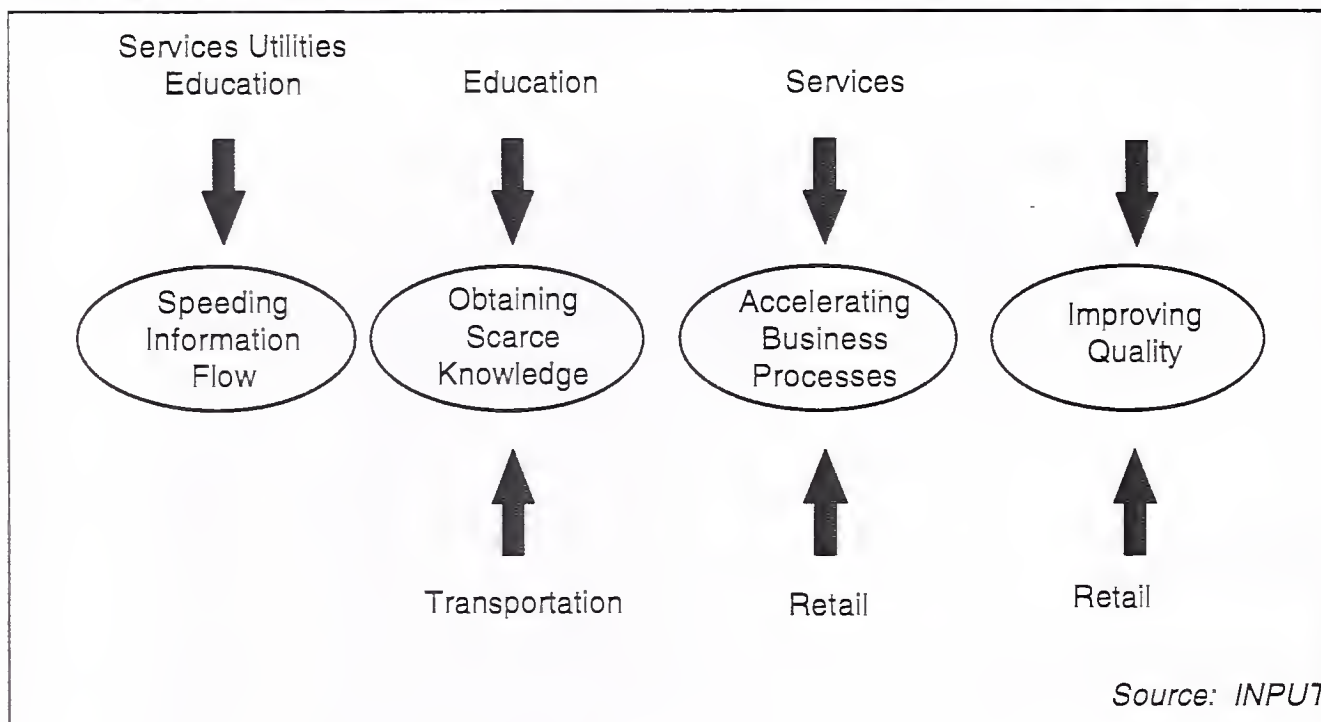 Services Utilities
Education
Education
Services
Speeding
Information
Flow
Obtaining
Scarce
Knowledge
Accelerating
Business
Processes
Improving
Quality
Transportation
Retail
Retail
Source: INPUT